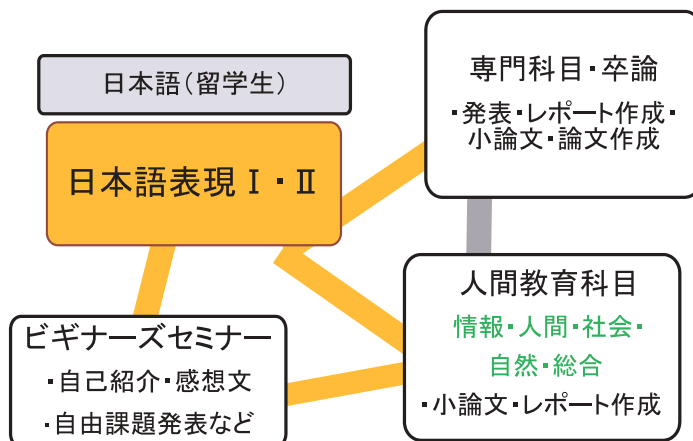 日本語(留学生)
日本語表現Ⅰ・Ⅱ
専門科目・卒論
・発表・レポート作成・
小論文・論文作成
ビギナーズセミナー
・自己紹介・感想文
・自由課題発表など
人間教育科目
情報・人間・社会・
自然・総合
・小論文・レポート作成